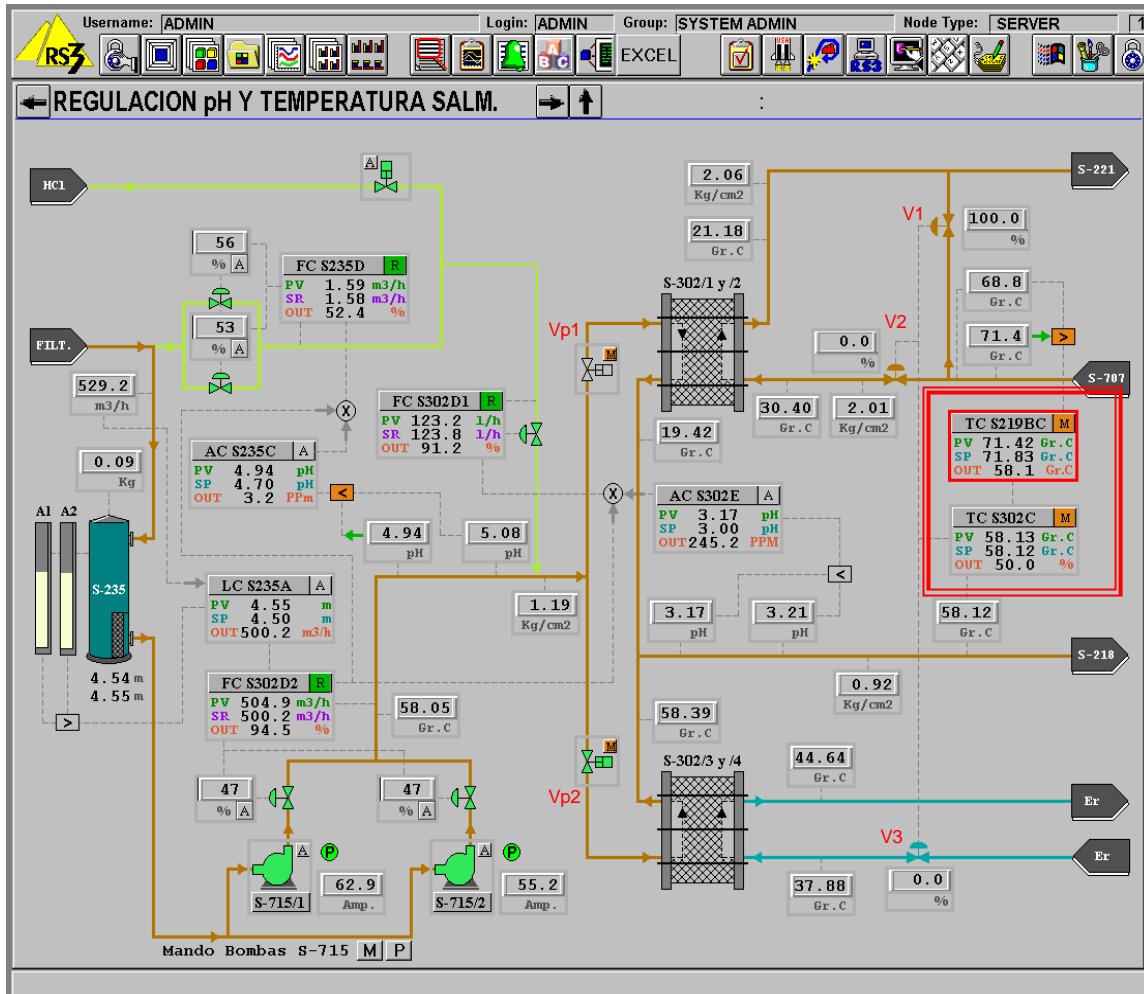 Username: ADMIN Login: ADMIN Group: SYSTEM ADMIN Node Type: SERVER 1
RS3 EXCEL
REGULACION pH Y TEMPERATURA SALM. :
HCl
A
2.06
Kg/cm2
S-221
V1
100.0
%
21.18
Gr.C
56
% A
FC S235D R
PV 1.59 m3/h
SR 1.58 m3/h
OUT 52.4 %
S-302/1 y /2
68.8
Gr.C
53
% A
FILT.
Vp1
M
V2
0.0
%
71.4
Gr.C
>
S-707
529.2
m3/h
FC S302D1 R
PV 123.2 l/h
SR 123.8 l/h
OUT 91.2 %
X
30.40
Gr.C
2.01
Kg/cm2
TC S219BC M
PV 71.42 Gr.C
SP 71.83 Gr.C
OUT 58.1 Gr.C
19.42
Gr.C
AC S235C A
PV 4.94 pH
SP 4.70 pH
OUT 3.2 PPm
<
0.09
Kg
X
AC S302E A
PV 3.17 pH
SP 3.00 pH
OUT 245.2 PPM
TC S302C M
PV 58.13 Gr.C
SP 58.12 Gr.C
OUT 50.0 %
A1 A2
4.94
pH
5.08
pH
<
S-235
LC S235A A
PV 4.55 m
SP 4.50 m
OUT 500.2 m3/h
1.19
Kg/cm2
3.17
pH
3.21
pH
58.12
Gr.C
4.54 m
4.55 m
S-218
FC S302D2 R
PV 504.9 m3/h
SR 500.2 m3/h
OUT 94.5 %
0.92
Kg/cm2
>
58.05
Gr.C
58.39
Gr.C
M
Vp2
S-302/3 y /4
44.64
Gr.C
47
% A
47
% A
Er
V3
Er
A P
A P
62.9
Amp.
55.2
Amp.
37.88
Gr.C
0.0
%
S-715/1
S-715/2
Mando Bombas S-715 M P